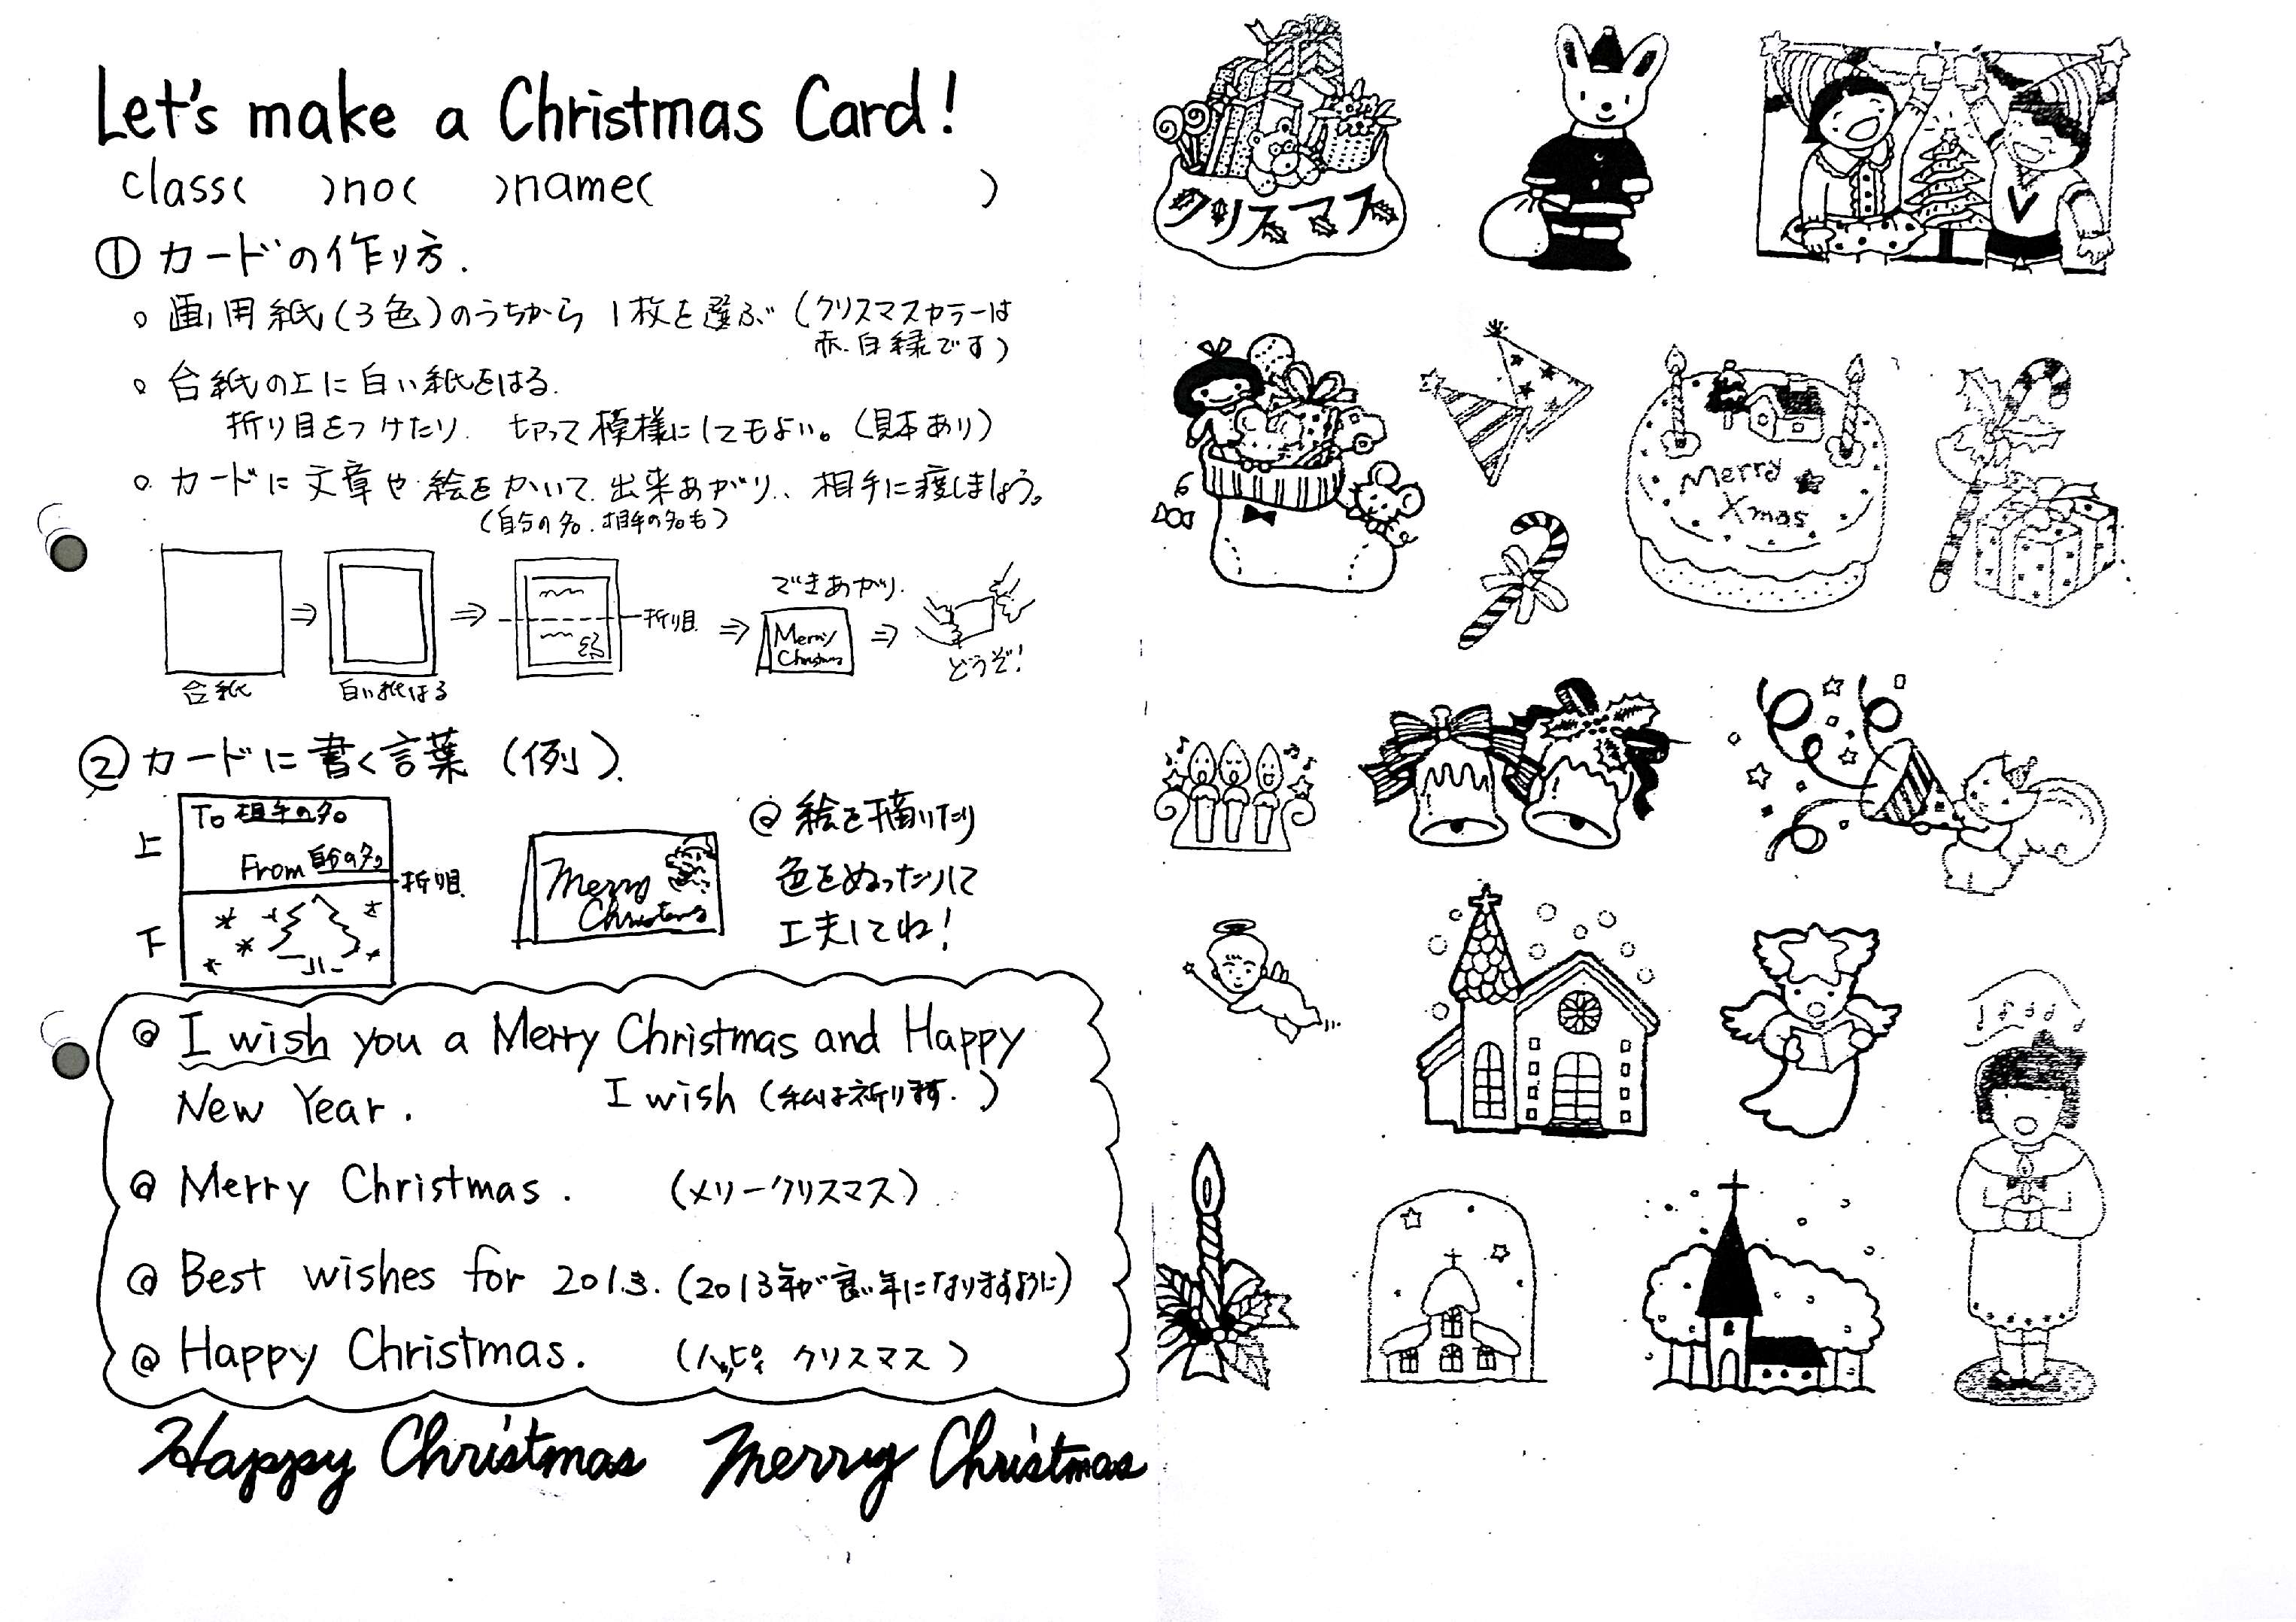 Let's make a Christmas Card!
class(  )no(  )name(  )
① カードの作り方.
○ 画用紙(3色)のうちから 1枚を選ぶ (クリスマスカラーは
赤.白緑です)
○ 台紙の上に白い紙をはる.
折り目をつけたり. 切って模様にしてもよい。(見本あり)
○ カードに文章や絵をかいて.出来あがり、相手に渡しましょう。
(自分の名.相手の名も)
折り目
できあがり.
Merry
Christmas
どうぞ!
台紙
白い紙はる
② カードに書く言葉 (例).
上
To 相手の名
From 自分の名
折り目
下
Merry
Christmas
@ 絵を描いたり
色をぬったりして
工夫してね!
@ I wish you a Merry Christmas and Happy
New Year. I wish (私は祈ります.)
@ Merry Christmas. (メリークリスマス)
@ Best wishes for 2013. (2013年が良い年になりますように)
@ Happy Christmas. (ハッピィ クリスマス)
Happy Christmas Merry Christmas
クリスマス
Merry
Xmas